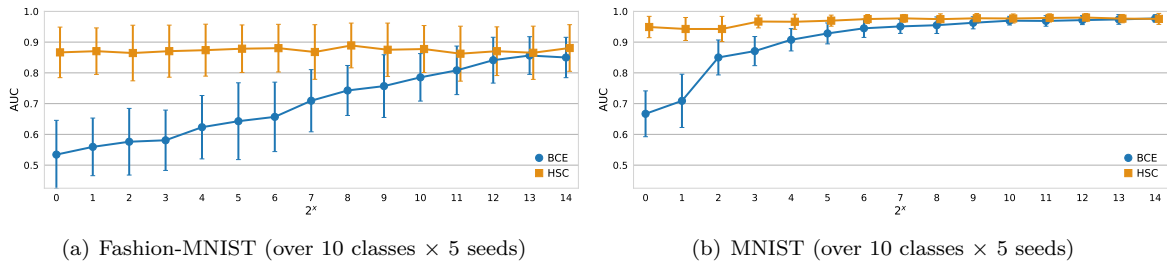 1.0
0.9
0.8
0.7
0.6
0.5
AUC
0 1 2 3 4 5 6 7 8 9 10 11 12 13 14
2ˣ
BCE
HSC
(a) Fashion-MNIST (over 10 classes × 5 seeds)
1.0
0.9
0.8
0.7
0.6
0.5
AUC
0 1 2 3 4 5 6 7 8 9 10 11 12 13 14
2ˣ
BCE
HSC
(b) MNIST (over 10 classes × 5 seeds)